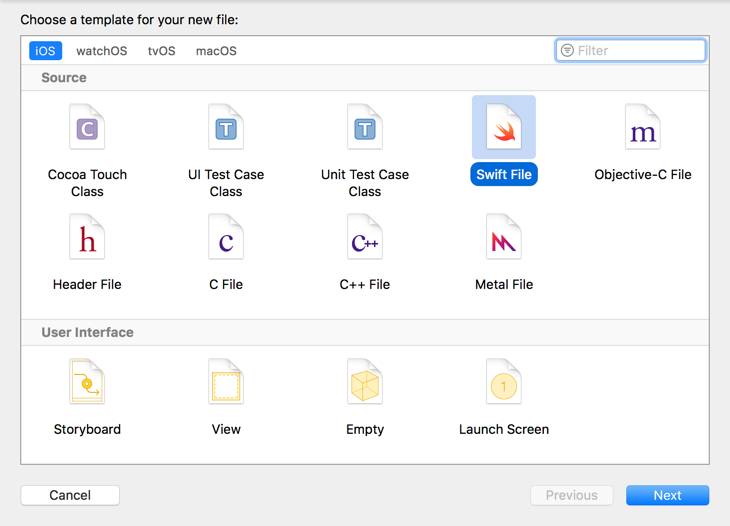 Choose a template for your new file:
iOS watchOS tvOS macOS Filter
Source
C T T m
Cocoa Touch Class UI Test Case Class Unit Test Case Class Swift File Objective-C File
h c C++
Header File C File C++ File Metal File
User Interface
1
Storyboard View Empty Launch Screen
Cancel Previous Next